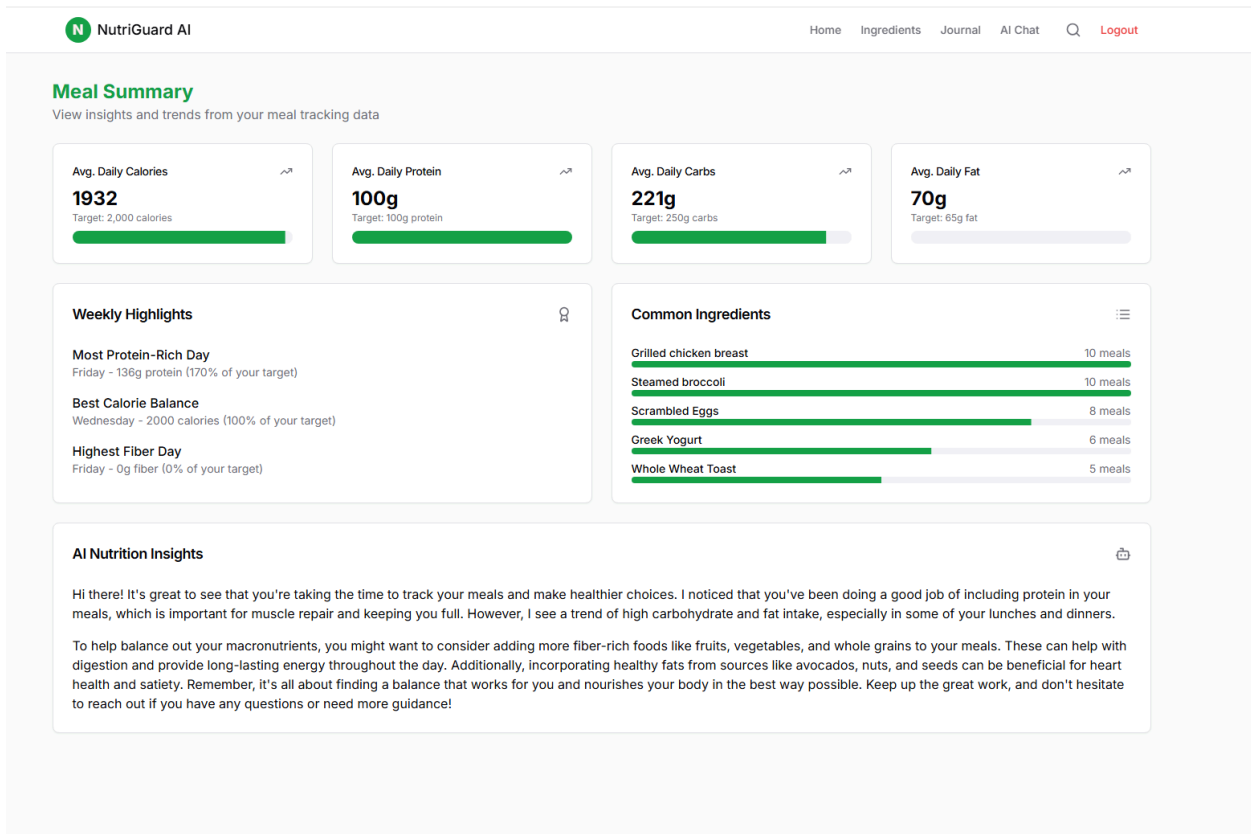 N NutriGuard AI
Home Ingredients Journal AI Chat Logout
Meal Summary
View insights and trends from your meal tracking data
Avg. Daily Calories
1932
Target: 2,000 calories
Avg. Daily Protein
100g
Target: 100g protein
Avg. Daily Carbs
221g
Target: 250g carbs
Avg. Daily Fat
70g
Target: 65g fat
Weekly Highlights
Most Protein-Rich Day
Friday - 136g protein (170% of your target)
Best Calorie Balance
Wednesday - 2000 calories (100% of your target)
Highest Fiber Day
Friday - 0g fiber (0% of your target)
Common Ingredients
Grilled chicken breast 10 meals
Steamed broccoli 10 meals
Scrambled Eggs 8 meals
Greek Yogurt 6 meals
Whole Wheat Toast 5 meals
AI Nutrition Insights
Hi there! It's great to see that you're taking the time to track your meals and make healthier choices. I noticed that you've been doing a good job of including protein in your
meals, which is important for muscle repair and keeping you full. However, I see a trend of high carbohydrate and fat intake, especially in some of your lunches and dinners.
To help balance out your macronutrients, you might want to consider adding more fiber-rich foods like fruits, vegetables, and whole grains to your meals. These can help with
digestion and provide long-lasting energy throughout the day. Additionally, incorporating healthy fats from sources like avocados, nuts, and seeds can be beneficial for heart
health and satiety. Remember, it's all about finding a balance that works for you and nourishes your body in the best way possible. Keep up the great work, and don't hesitate
to reach out if you have any questions or need more guidance!